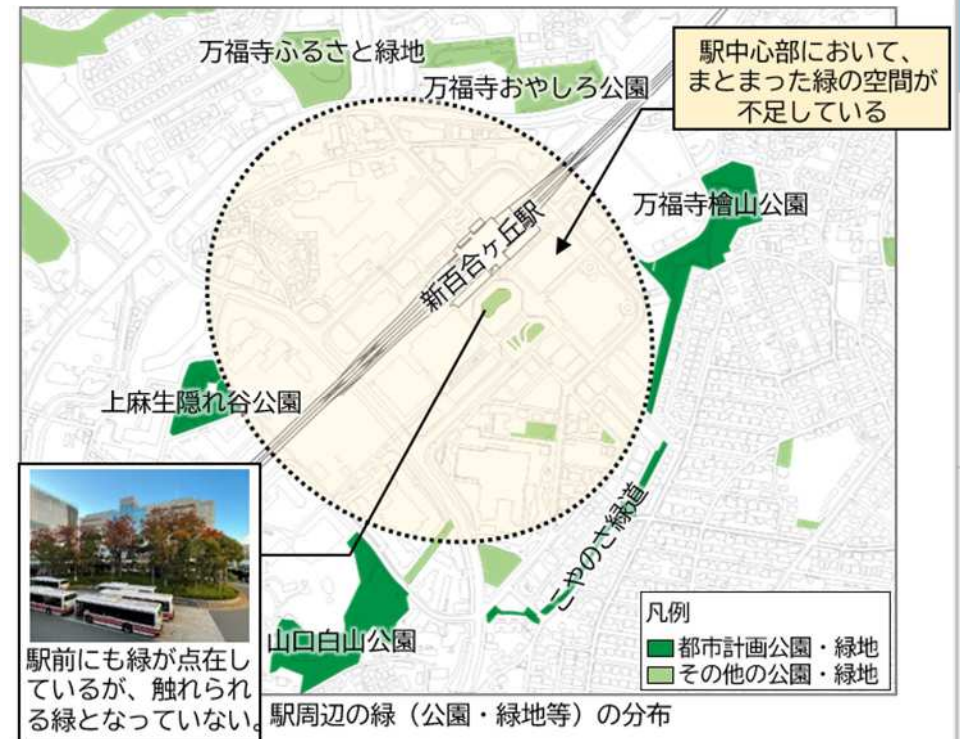 万福寺ふるさと緑地
万福寺おやしろ公園
駅中心部において、
まとまった緑の空間が
不足している
万福寺檜山公園
新百合ヶ丘駅
上麻生隠れ谷公園
こやのさ緑道
山口白山公園
凡例
都市計画公園・緑地
その他の公園・緑地
駅前にも緑が点在し
ているが、触れられ
る緑となっていない。
駅周辺の緑（公園・緑地等）の分布